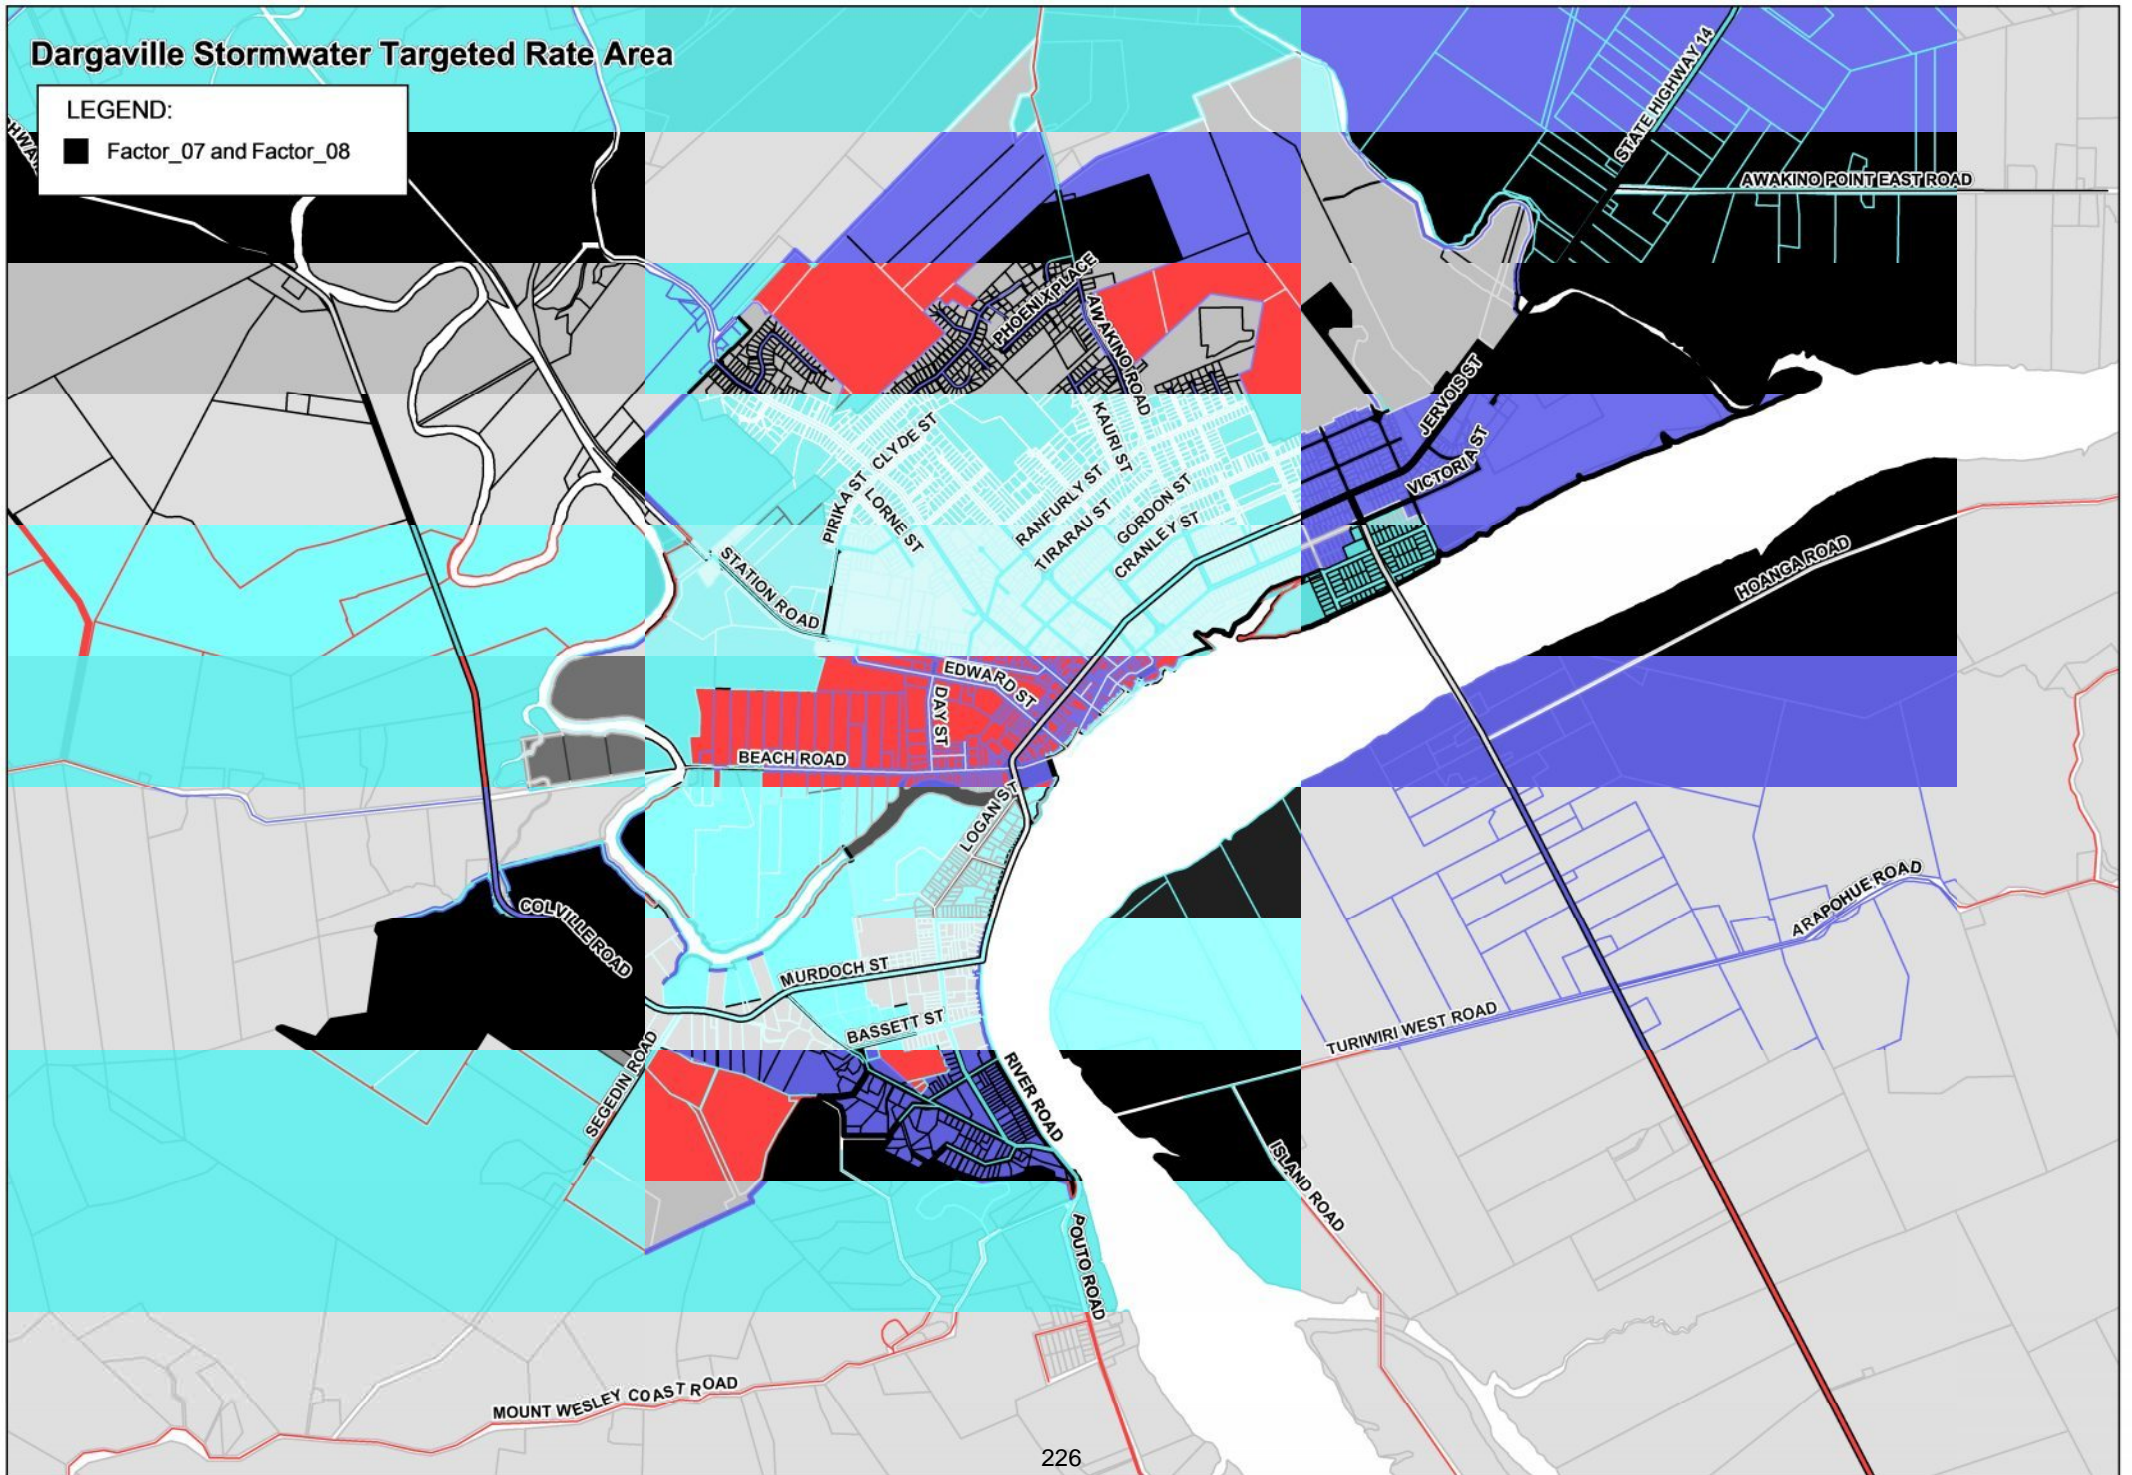 Dargaville Stormwater Targeted Rate Area
LEGEND:
Factor_07 and Factor_08
STATE HIGHWAY 14
AWAKINO POINT EAST ROAD
PHOENIX PLACE
AWAKINO ROAD
JERVOIS ST
KAURI ST
CLYDE ST
PIRIKA ST
LORNE ST
RANFURLY ST
TIRARAU ST
GORDON ST
CRANLEY ST
VICTORIA ST
STATION ROAD
HOANGA ROAD
EDWARD ST
DAY ST
BEACH ROAD
LOGAN ST
COLVILLE ROAD
ARAPOHUE ROAD
MURDOCH ST
BASSETT ST
TURIWIRI WEST ROAD
SEGEDIN ROAD
RIVER ROAD
ISLAND ROAD
POUTO ROAD
MOUNT WESLEY COAST ROAD
226